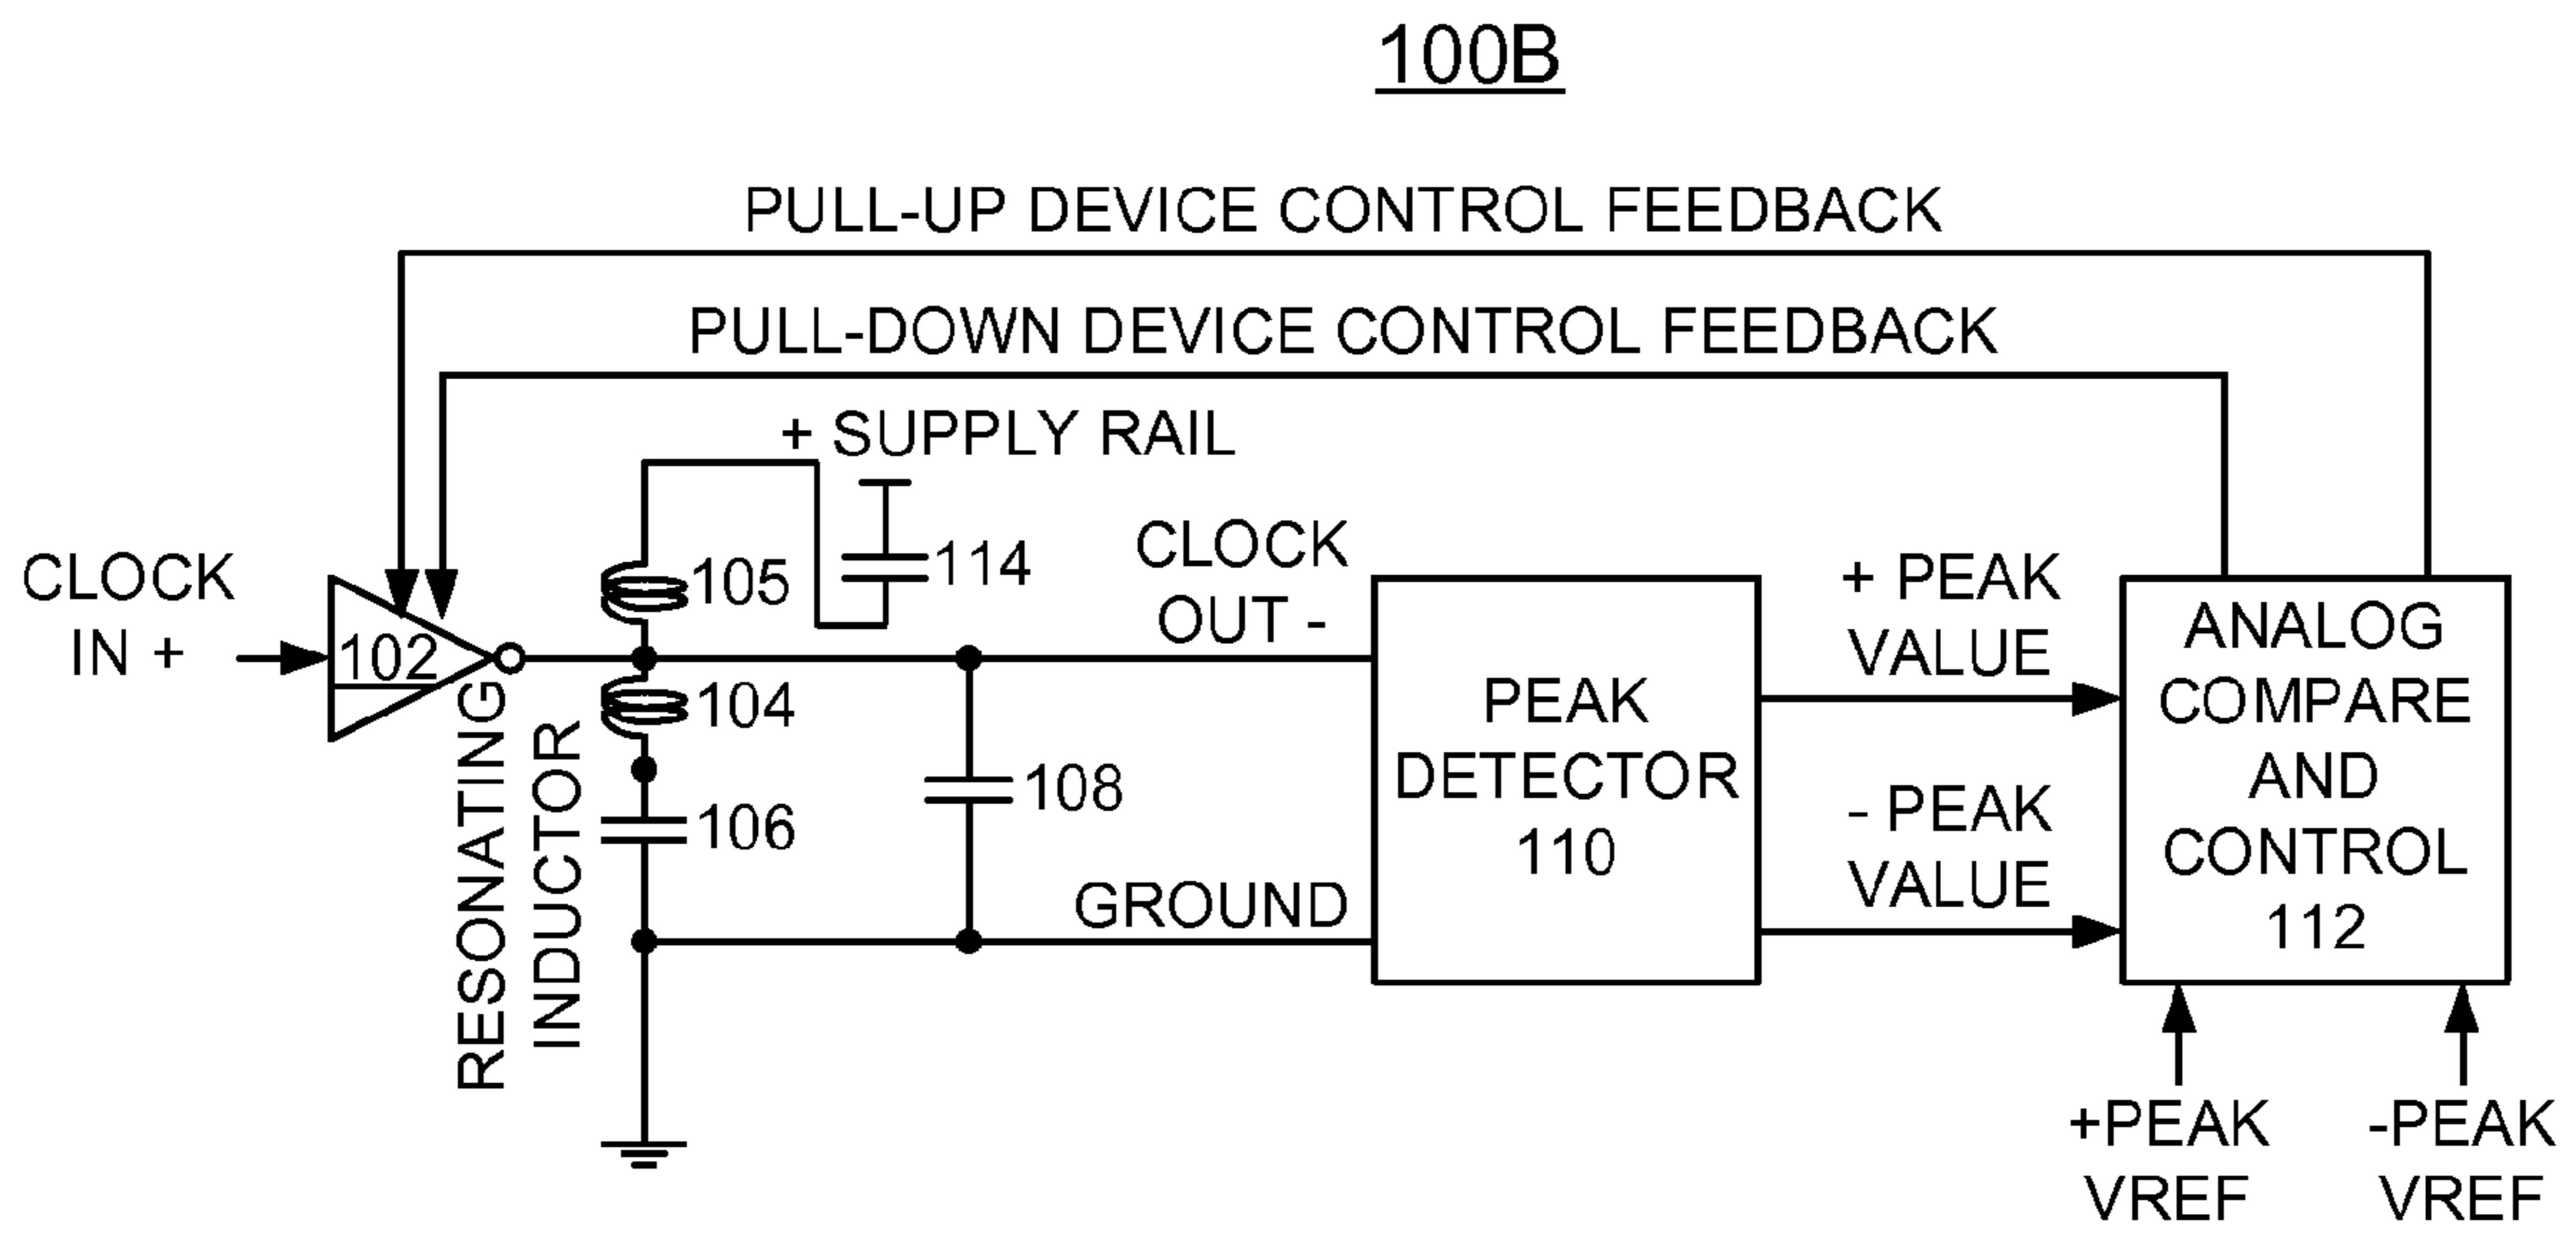 100B
PULL-UP DEVICE CONTROL FEEDBACK
PULL-DOWN DEVICE CONTROL FEEDBACK
+ SUPPLY RAIL
CLOCK
IN +
102
RESONATING
INDUCTOR
105
114
104
106
108
CLOCK
OUT -
GROUND
PEAK
DETECTOR
110
+ PEAK
VALUE
- PEAK
VALUE
ANALOG
COMPARE
AND
CONTROL
112
+PEAK
VREF
-PEAK
VREF